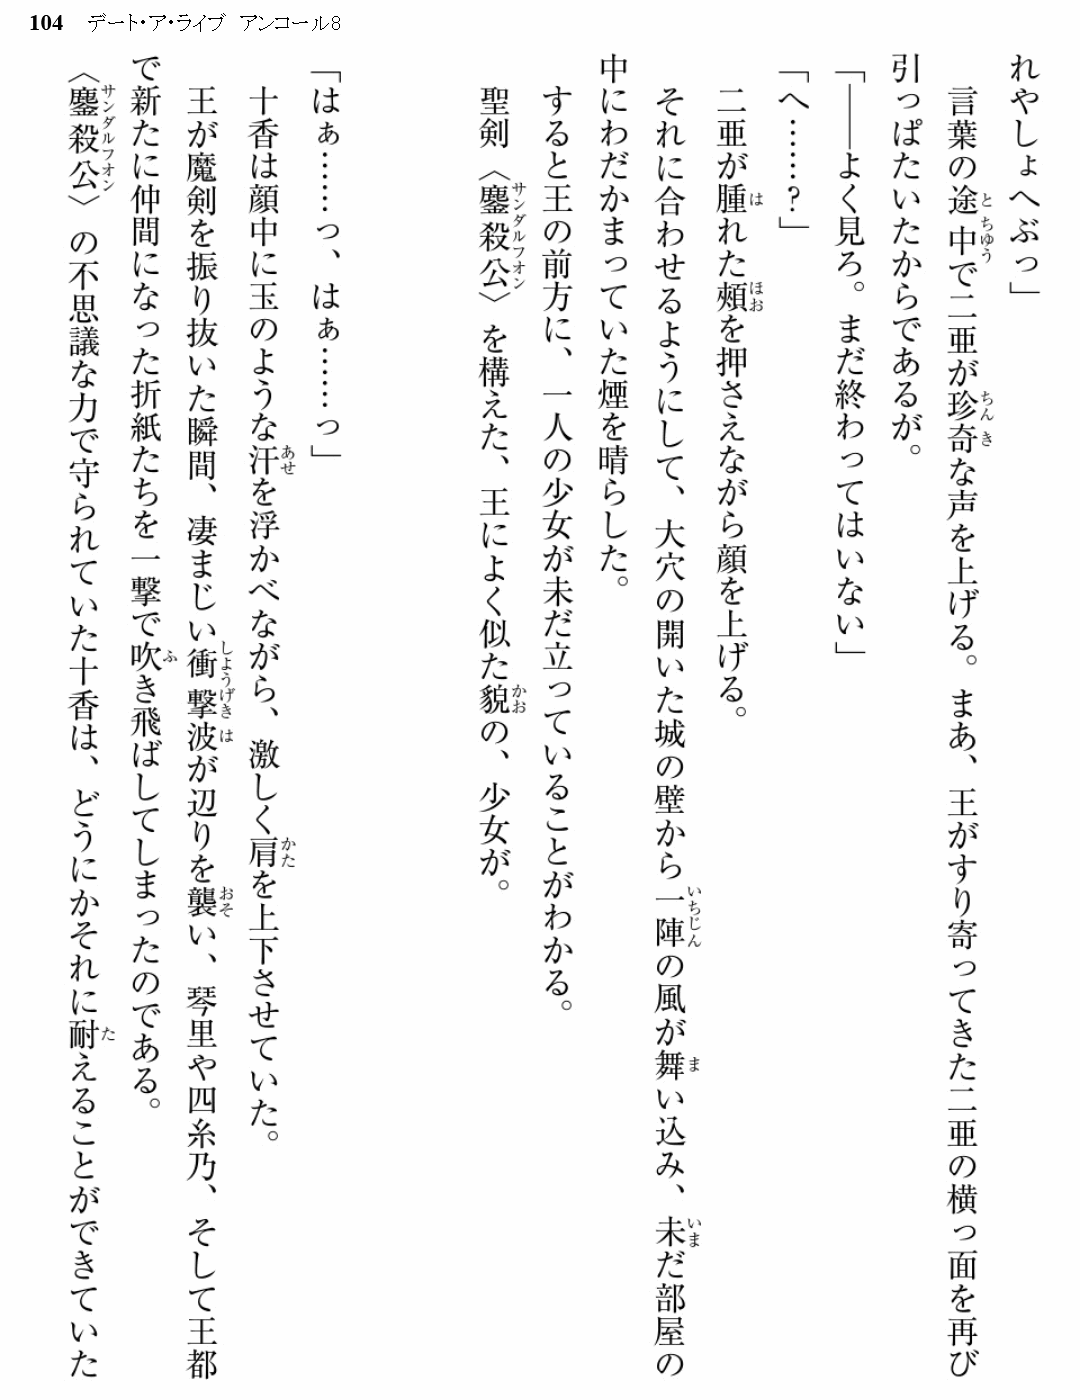 104 デート・ア・ライブ アンコール8
れやしょへぶっ」
言葉の途中で二亜が珍奇な声を上げる。まあ、王がすり寄ってきた二亜の横っ面を再び
引っぱたいたからであるが。
「――よく見ろ。まだ終わってはいない」
「へ……？」
二亜が腫れた頰を押さえながら顔を上げる。
それに合わせるようにして、大穴の開いた城の壁から一陣の風が舞い込み、未だ部屋の
中にわだかまっていた煙を晴らした。
すると王の前方に、一人の少女が未だ立っていることがわかる。
聖剣〈鏖殺公〉を構えた、王によく似た貌の、少女が。
「はぁ……っ、はぁ……っ」
十香は顔中に玉のような汗を浮かべながら、激しく肩を上下させていた。
王が魔剣を振り抜いた瞬間、凄まじい衝撃波が辺りを襲い、琴里や四糸乃、そして王都
で新たに仲間になった折紙たちを一撃で吹き飛ばしてしまったのである。
〈鏖殺公〉の不思議な力で守られていた十香は、どうにかそれに耐えることができていた